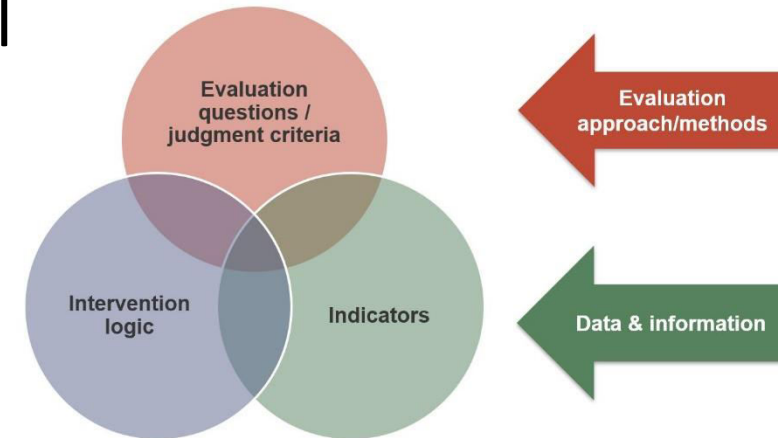 Evaluation
questions /
judgment criteria
Evaluation
approach/methods
Intervention
logic
Indicators
Data & information